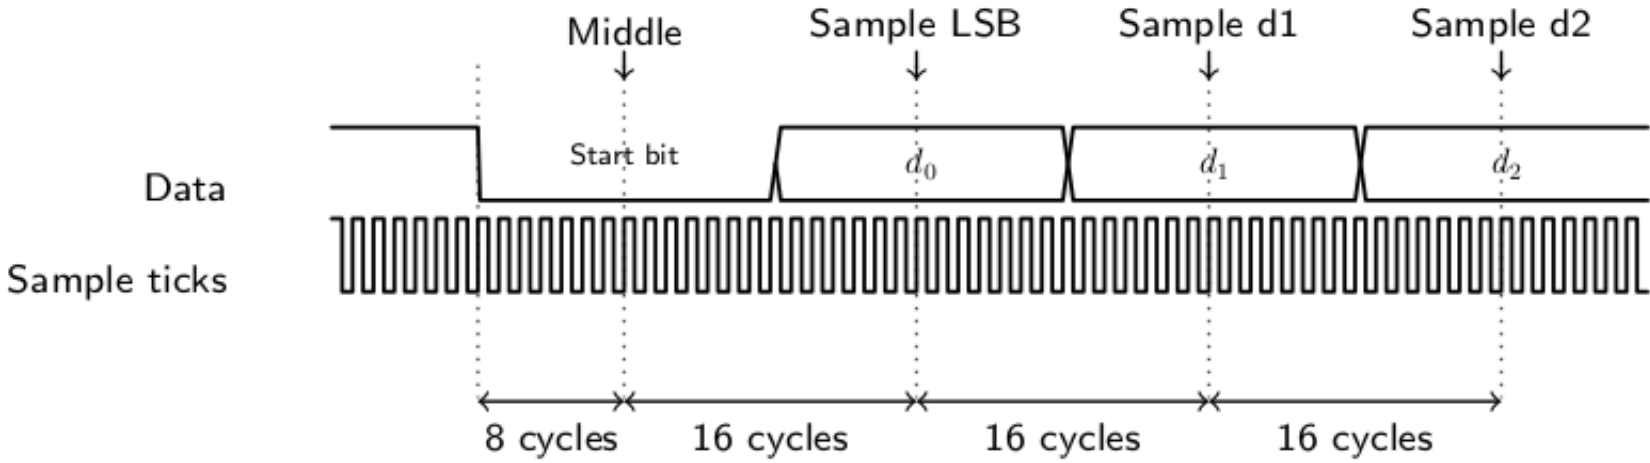 Middle
Sample LSB
Sample d1
Sample d2
Start bit
d₀
d₁
d₂
Data
Sample ticks
8 cycles
16 cycles
16 cycles
16 cycles